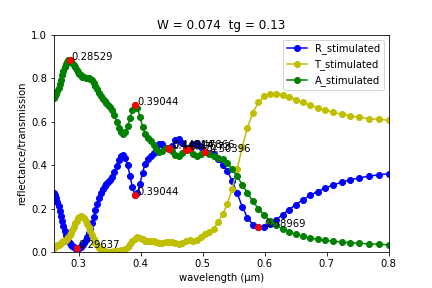 W = 0.074  tg = 0.13
reflectance/transmission
1.0
0.8
0.6
0.4
0.2
0.0
R_stimulated
T_stimulated
A_stimulated
0.28529
0.39044
0.39044
0.29637
0.58969
0.3
0.4
0.5
0.6
0.7
0.8
wavelength (μm)